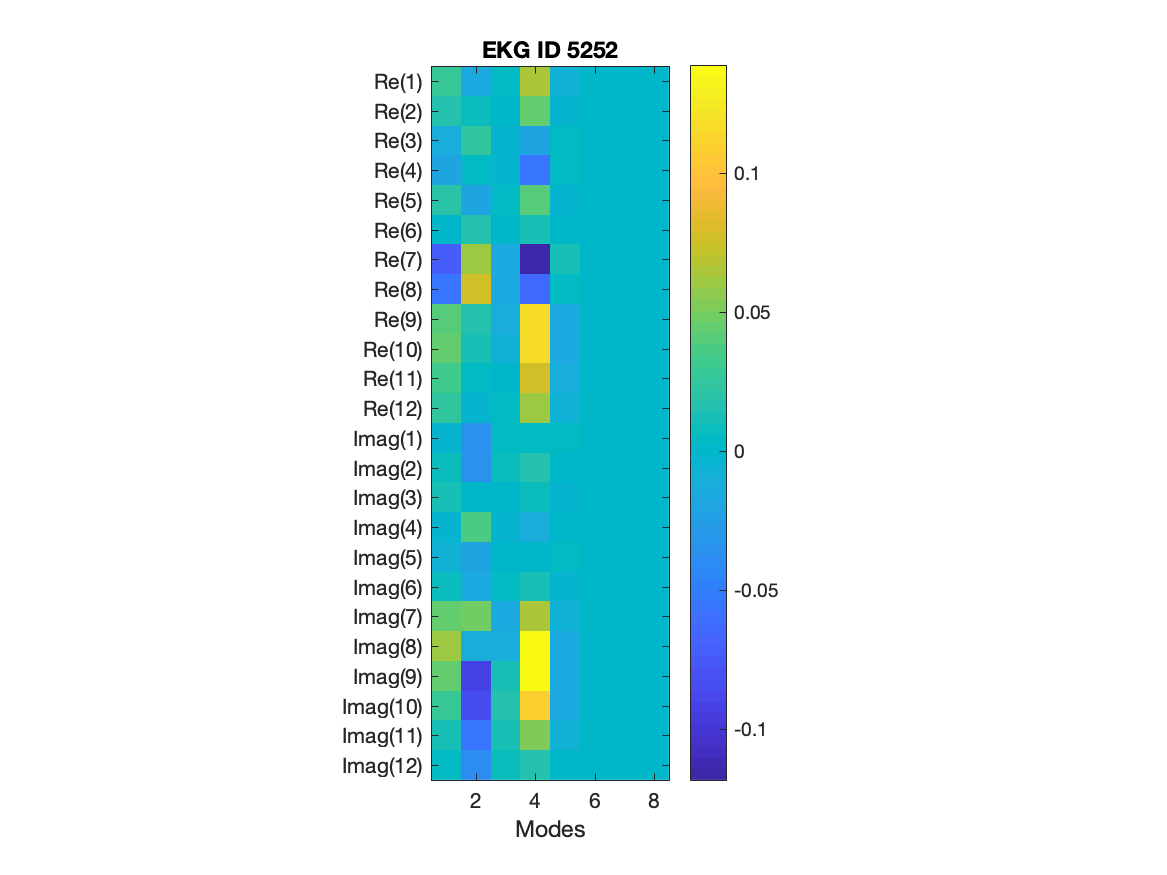 EKG ID 5252
Re(1)
Re(2)
Re(3)
Re(4)
Re(5)
Re(6)
Re(7)
Re(8)
Re(9)
Re(10)
Re(11)
Re(12)
Imag(1)
Imag(2)
Imag(3)
Imag(4)
Imag(5)
Imag(6)
Imag(7)
Imag(8)
Imag(9)
Imag(10)
Imag(11)
Imag(12)
2 4 6 8
Modes
0.1
0.05
0
-0.05
-0.1